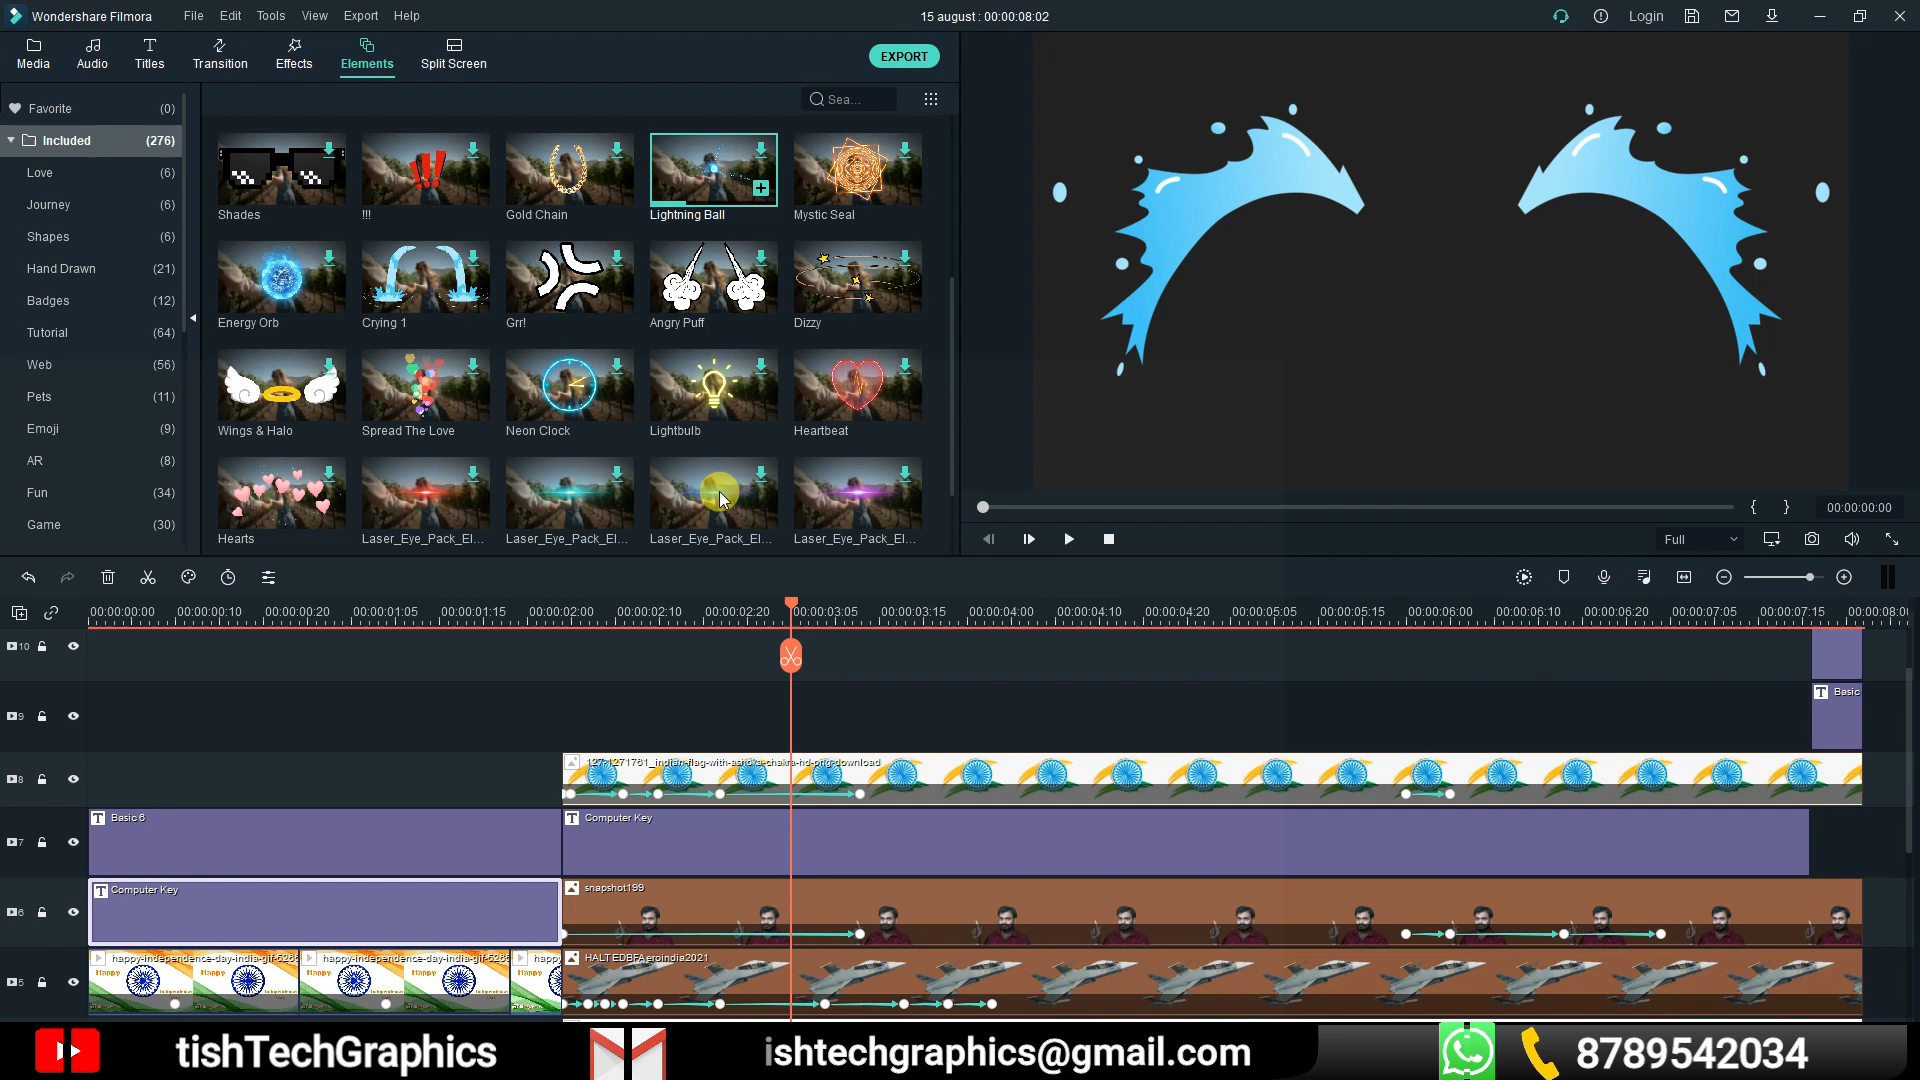 Wondershare Filmora
File Edit Tools View Export Help
15 august : 00:00:08:02
Login
Media Audio Titles Transition Effects Elements Split Screen
EXPORT
Favorite (0)
Sea...
Included (276)
Love (6)
Journey (6)
Shapes (6)
Hand Drawn (21)
Badges (12)
Tutorial (64)
Web (56)
Pets (11)
Emoji (9)
AR (8)
Fun (34)
Game (30)
Shades !!! Gold Chain Lightning Ball Mystic Seal
Energy Orb Crying 1 Grr! Angry Puff Dizzy
Wings & Halo Spread The Love Neon Clock Lightbulb Heartbeat
Hearts Laser_Eye_Pack_El... Laser_Eye_Pack_El... Laser_Eye_Pack_El... Laser_Eye_Pack_El...
{ } 00:00:00:00
Full
00:00:00:00 00:00:00:10 00:00:00:20 00:00:01:05 00:00:01:15 00:00:02:00 00:00:02:10 00:00:02:20 00:00:03:05 00:00:03:15 00:00:04:00 00:00:04:10 00:00:04:20 00:00:05:05 00:00:05:15 00:00:06:00 00:00:06:10 00:00:06:20 00:00:07:05 00:00:07:15 00:00:08:0
10
9
T Basic
8
127-1271761_indian-flag-with-ashoka-chakra-hd-png-download
7
T Basic 6
T Computer Key
6
T Computer Key
snapshot199
5
happy-independence-day-india-gif-5286 happy-independence-day-india-gif-5286 happy
HALTEDBFAeroindia2021
tishTechGraphics
ishtechgraphics@gmail.com
8789542034